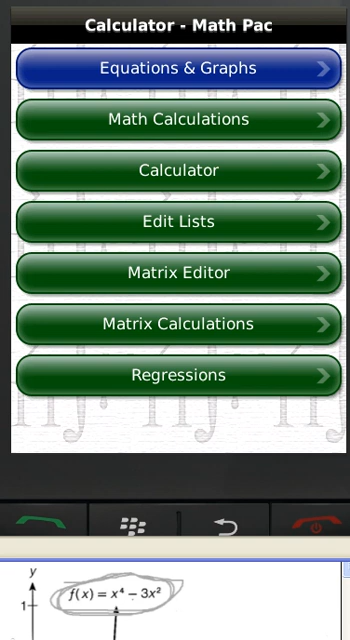 Calculator - Math Pac
Equations & Graphs
Math Calculations
Calculator
Edit Lists
Matrix Editor
Matrix Calculations
Regressions
y
f(x) = x⁴ − 3x²
1